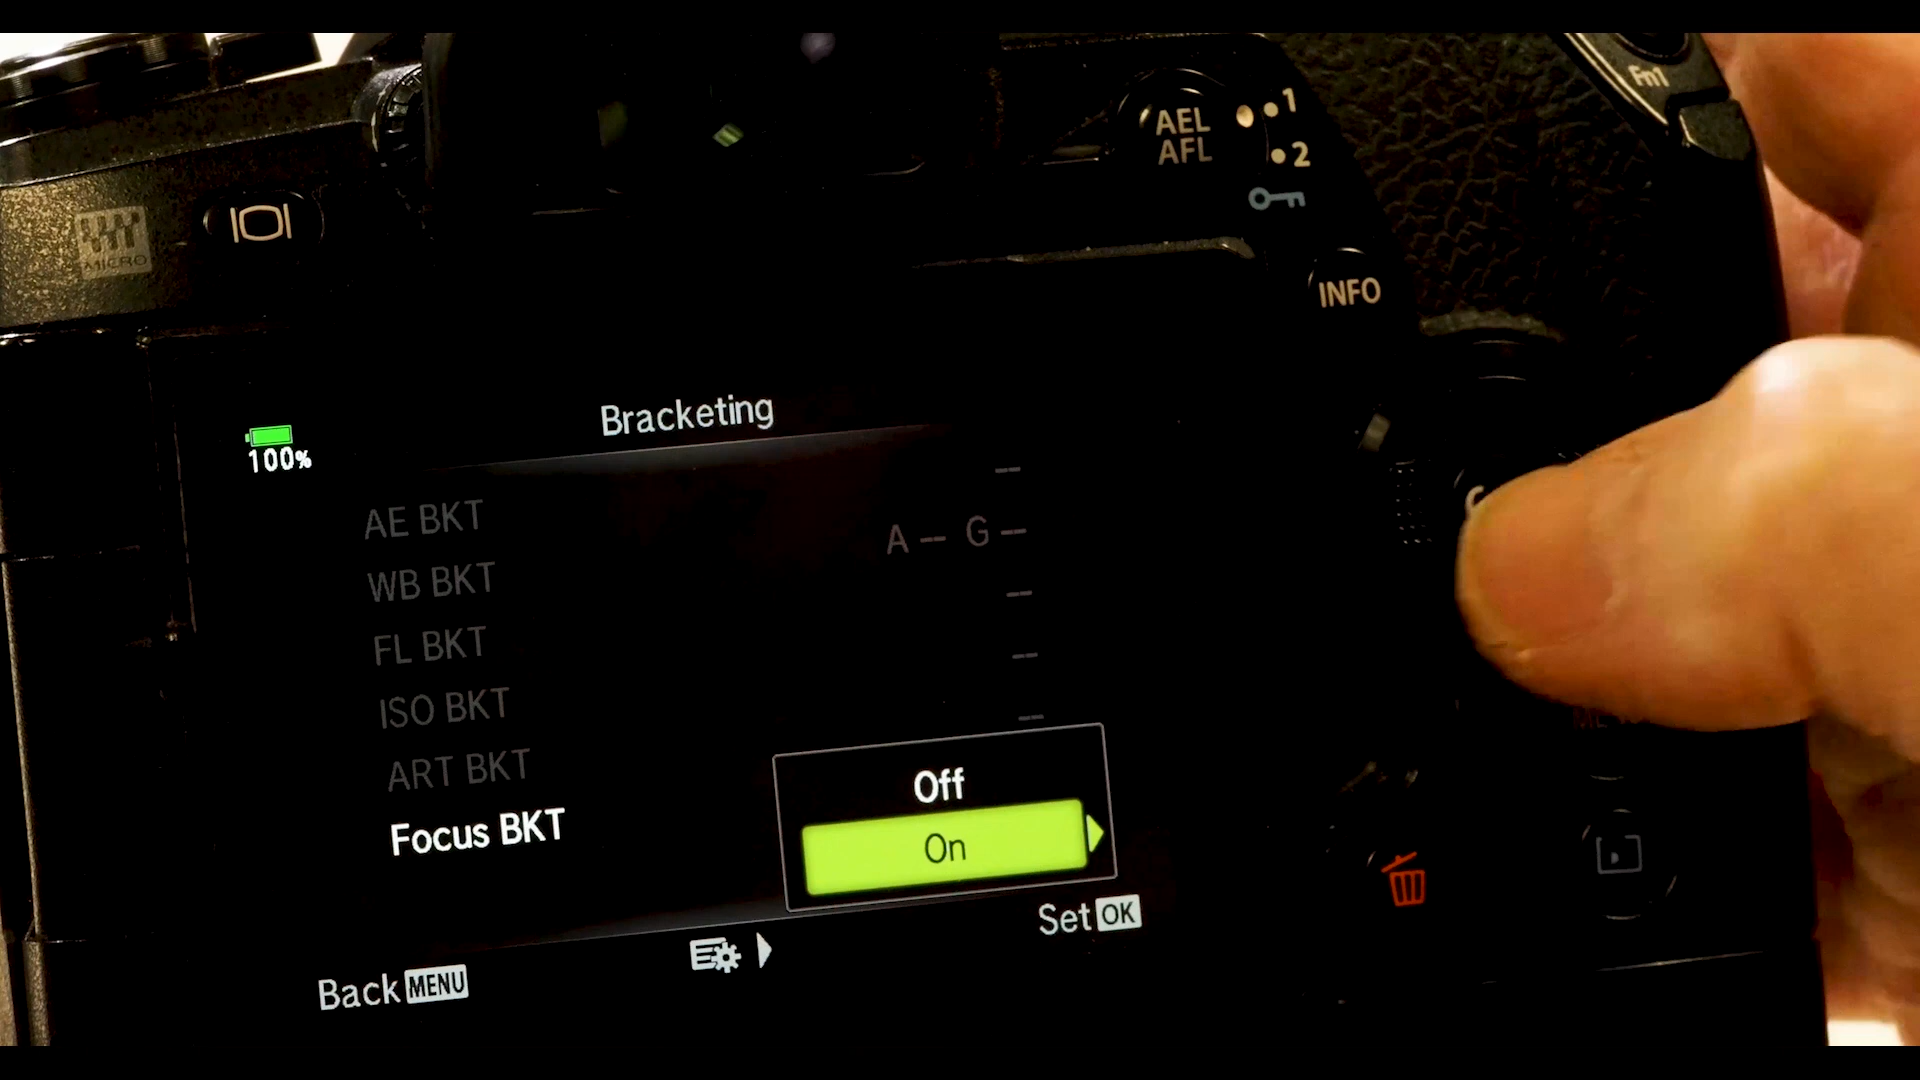 Fn1
AEL
AFL
1
2
MICRO
INFO
Bracketing
100%
--
AE BKT
A -- G --
WB BKT
--
FL BKT
--
ISO BKT
--
ART BKT
Off
Focus BKT
On
Set OK
Back MENU